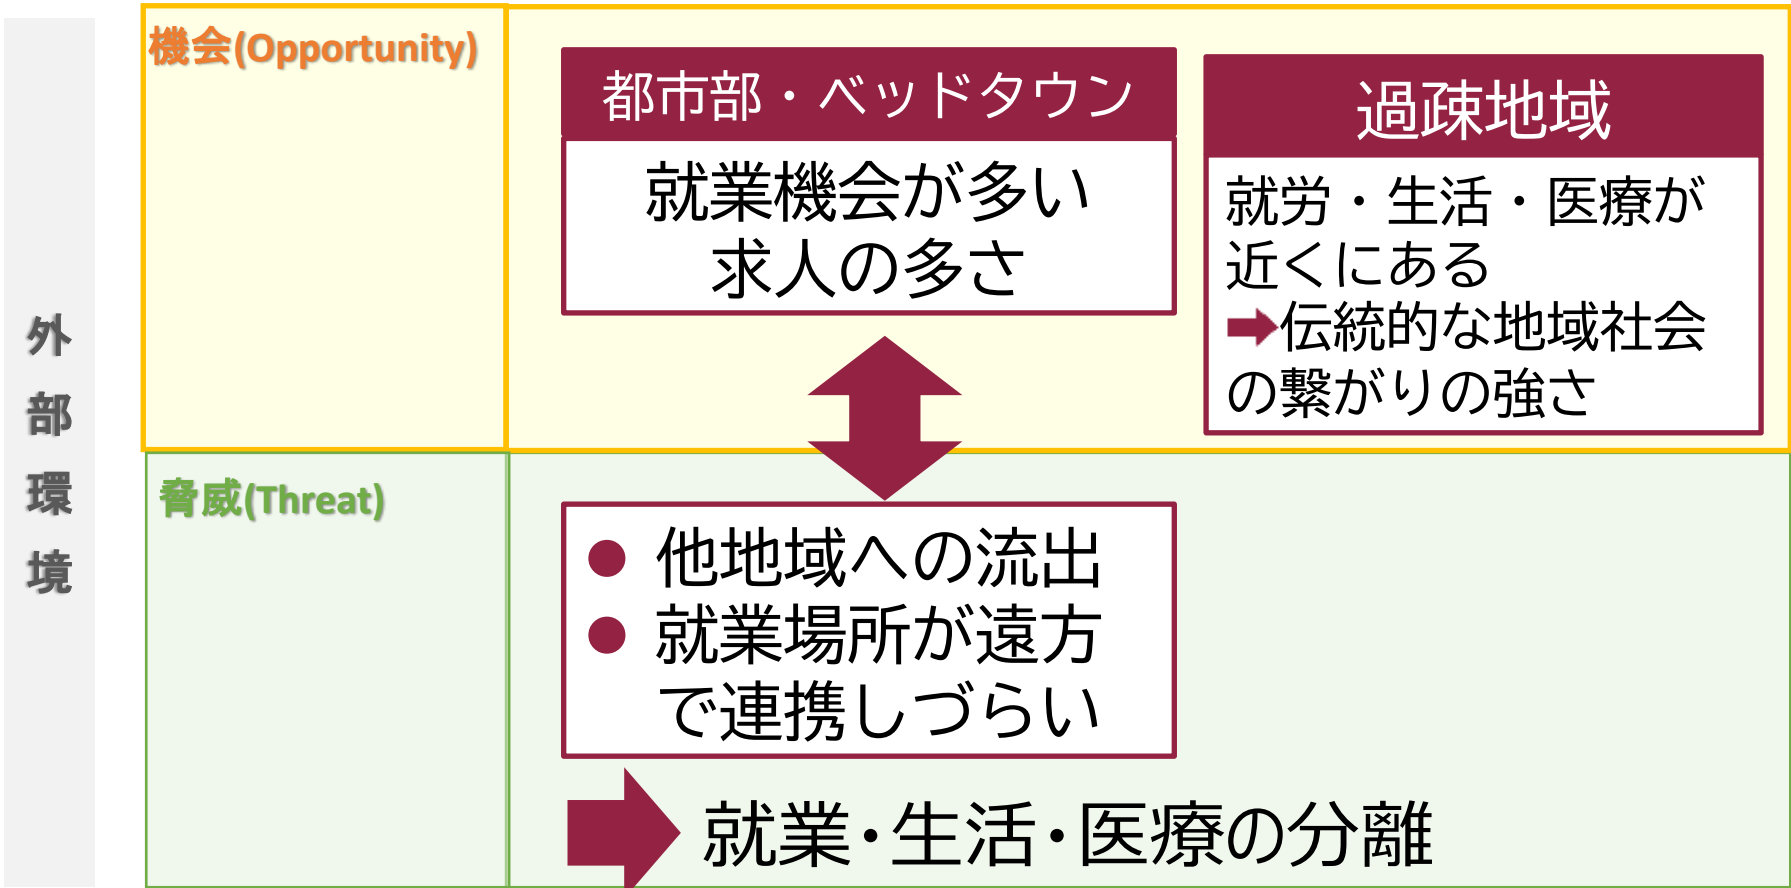 外部環境
機会(Opportunity)
都市部・ベッドタウン
就業機会が多い
求人の多さ
過疎地域
就労・生活・医療が
近くにある
➡伝統的な地域社会
の繋がりの強さ
脅威(Threat)
● 他地域への流出
● 就業場所が遠方
で連携しづらい
就業・生活・医療の分離